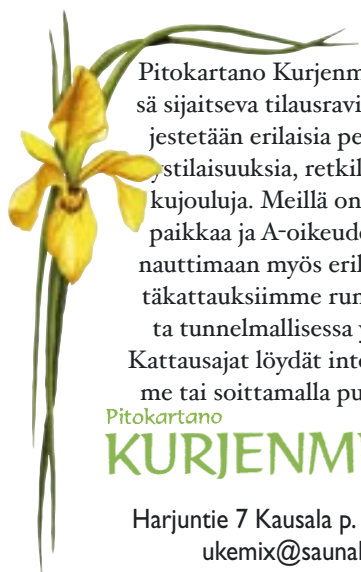 Pitokartano Kurjenm
sä sijaitseva tilausravi
jestetään erilaisia pe
ystilaisuuksia, retkil
kujouluja. Meillä on
paikkaa ja A-oikeude
nauttimaan myös eril
täkattauksiimme run
ta tunnelmallisessa y
Kattausajat löydät inte
me tai soittamalla pu
Pitokartano
KURJENM
Harjuntie 7 Kausala p.
ukemix@saunal